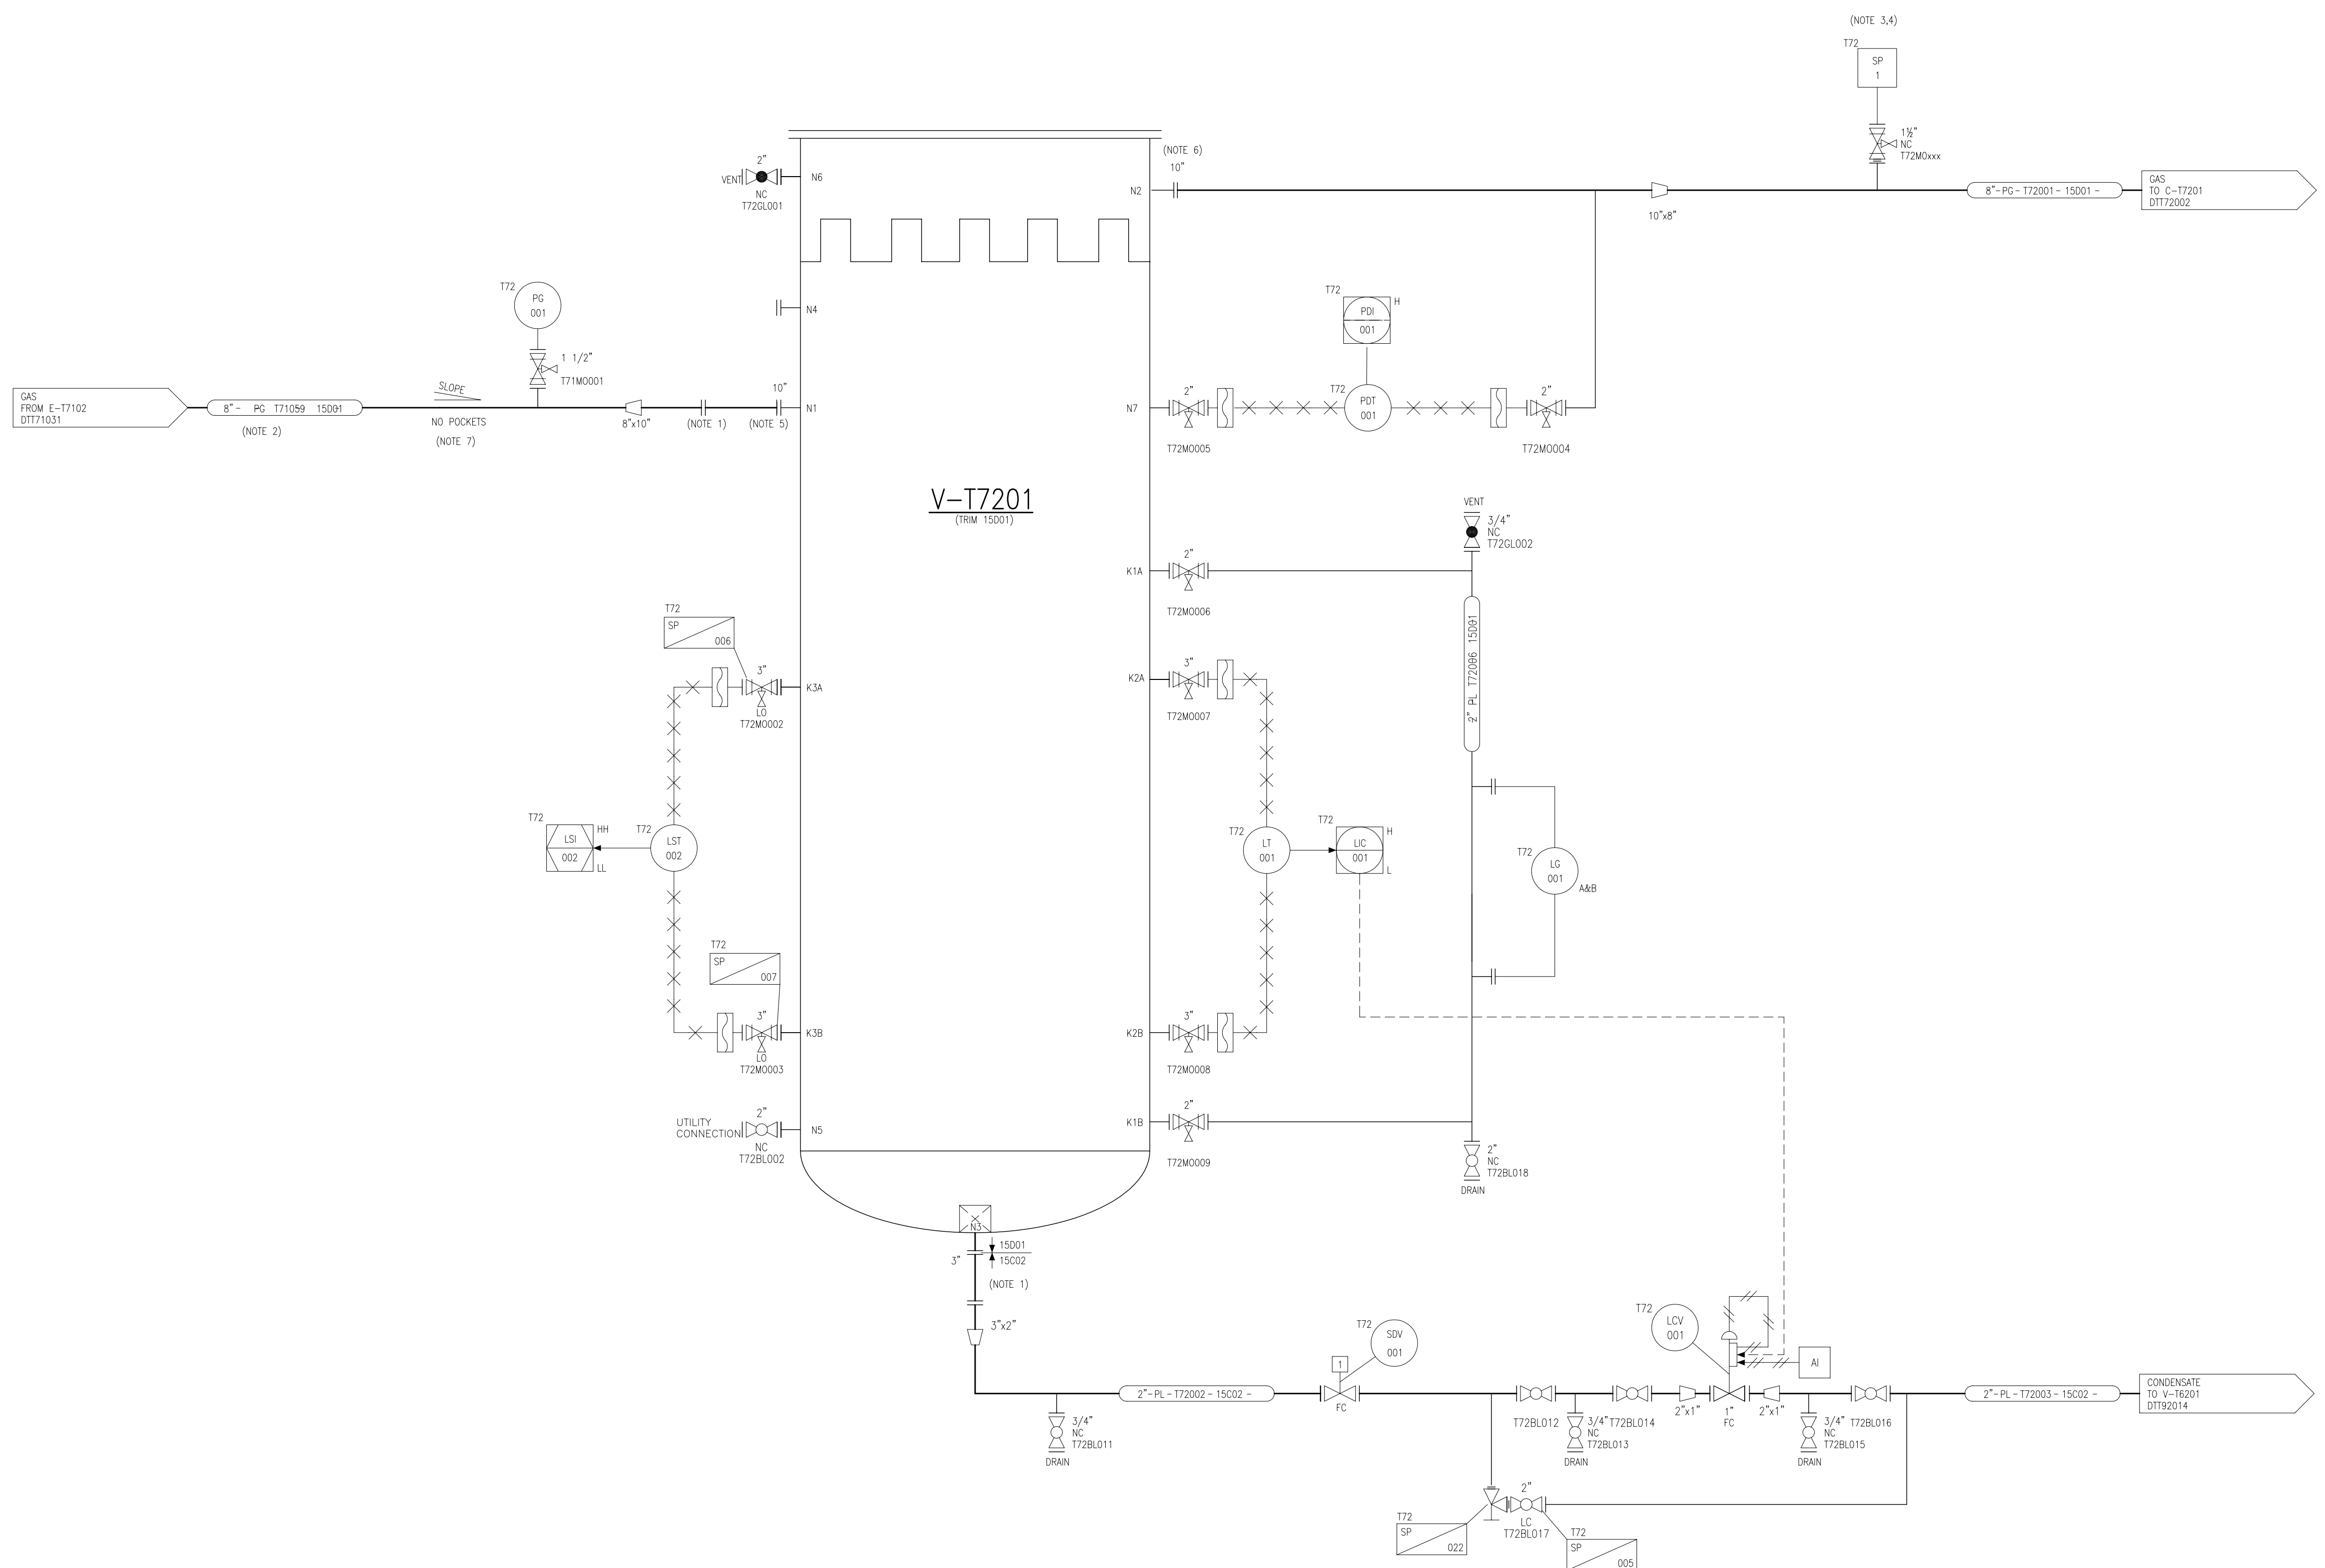 (NOTE 3,4)
T72
SP
1
1½"
NC
T72MOxxx
(NOTE 6)
10"
N2
10"x8"
8"-PG-T72001-15D01-
GAS
TO C-T7201
DTT72002
2"
VENT
NC
T72GL001
N6
N4
T72
PG
001
1 1/2"
T71MO001
GAS
FROM E-T7102
DTT71031
8"- PG T71059 15D01
(NOTE 2)
SLOPE
NO POCKETS
(NOTE 7)
8"x10"
(NOTE 1)
10"
(NOTE 5)
N1
T72
PDI
001
H
N7
2"
T72MO005
T72
PDT
001
2"
T72MO004
V-T7201
(TRIM 15D01)
VENT
3/4"
NC
T72GL002
K1A
2"
T72MO006
2" PL T72006 15D01
T72
SP
006
3"
LO
T72MO002
K3A
K2A
3"
T72MO007
T72
LSI
002
HH
LL
T72
LST
002
T72
LT
001
T72
LIC
001
H
L
T72
LG
001
A&B
T72
SP
007
3"
LO
T72MO003
K3B
K2B
3"
T72MO008
UTILITY
CONNECTION
2"
NC
T72BL002
N5
K1B
2"
T72MO009
2"
NC
T72BL018
DRAIN
N3
3"
15D01
15C02
(NOTE 1)
3"x2"
3/4"
NC
T72BL011
DRAIN
2"-PL-T72002-15C02-
T72
SDV
001
1
FC
T72BL012
3/4"
NC
T72BL013
DRAIN
T72BL014
2"x1"
T72
LCV
001
1"
FC
AI
2"x1"
3/4"
NC
T72BL015
DRAIN
T72BL016
2"-PL-T72003-15C02-
CONDENSATE
TO V-T6201
DTT92014
T72
SP
022
2"
LC
T72BL017
T72
SP
005